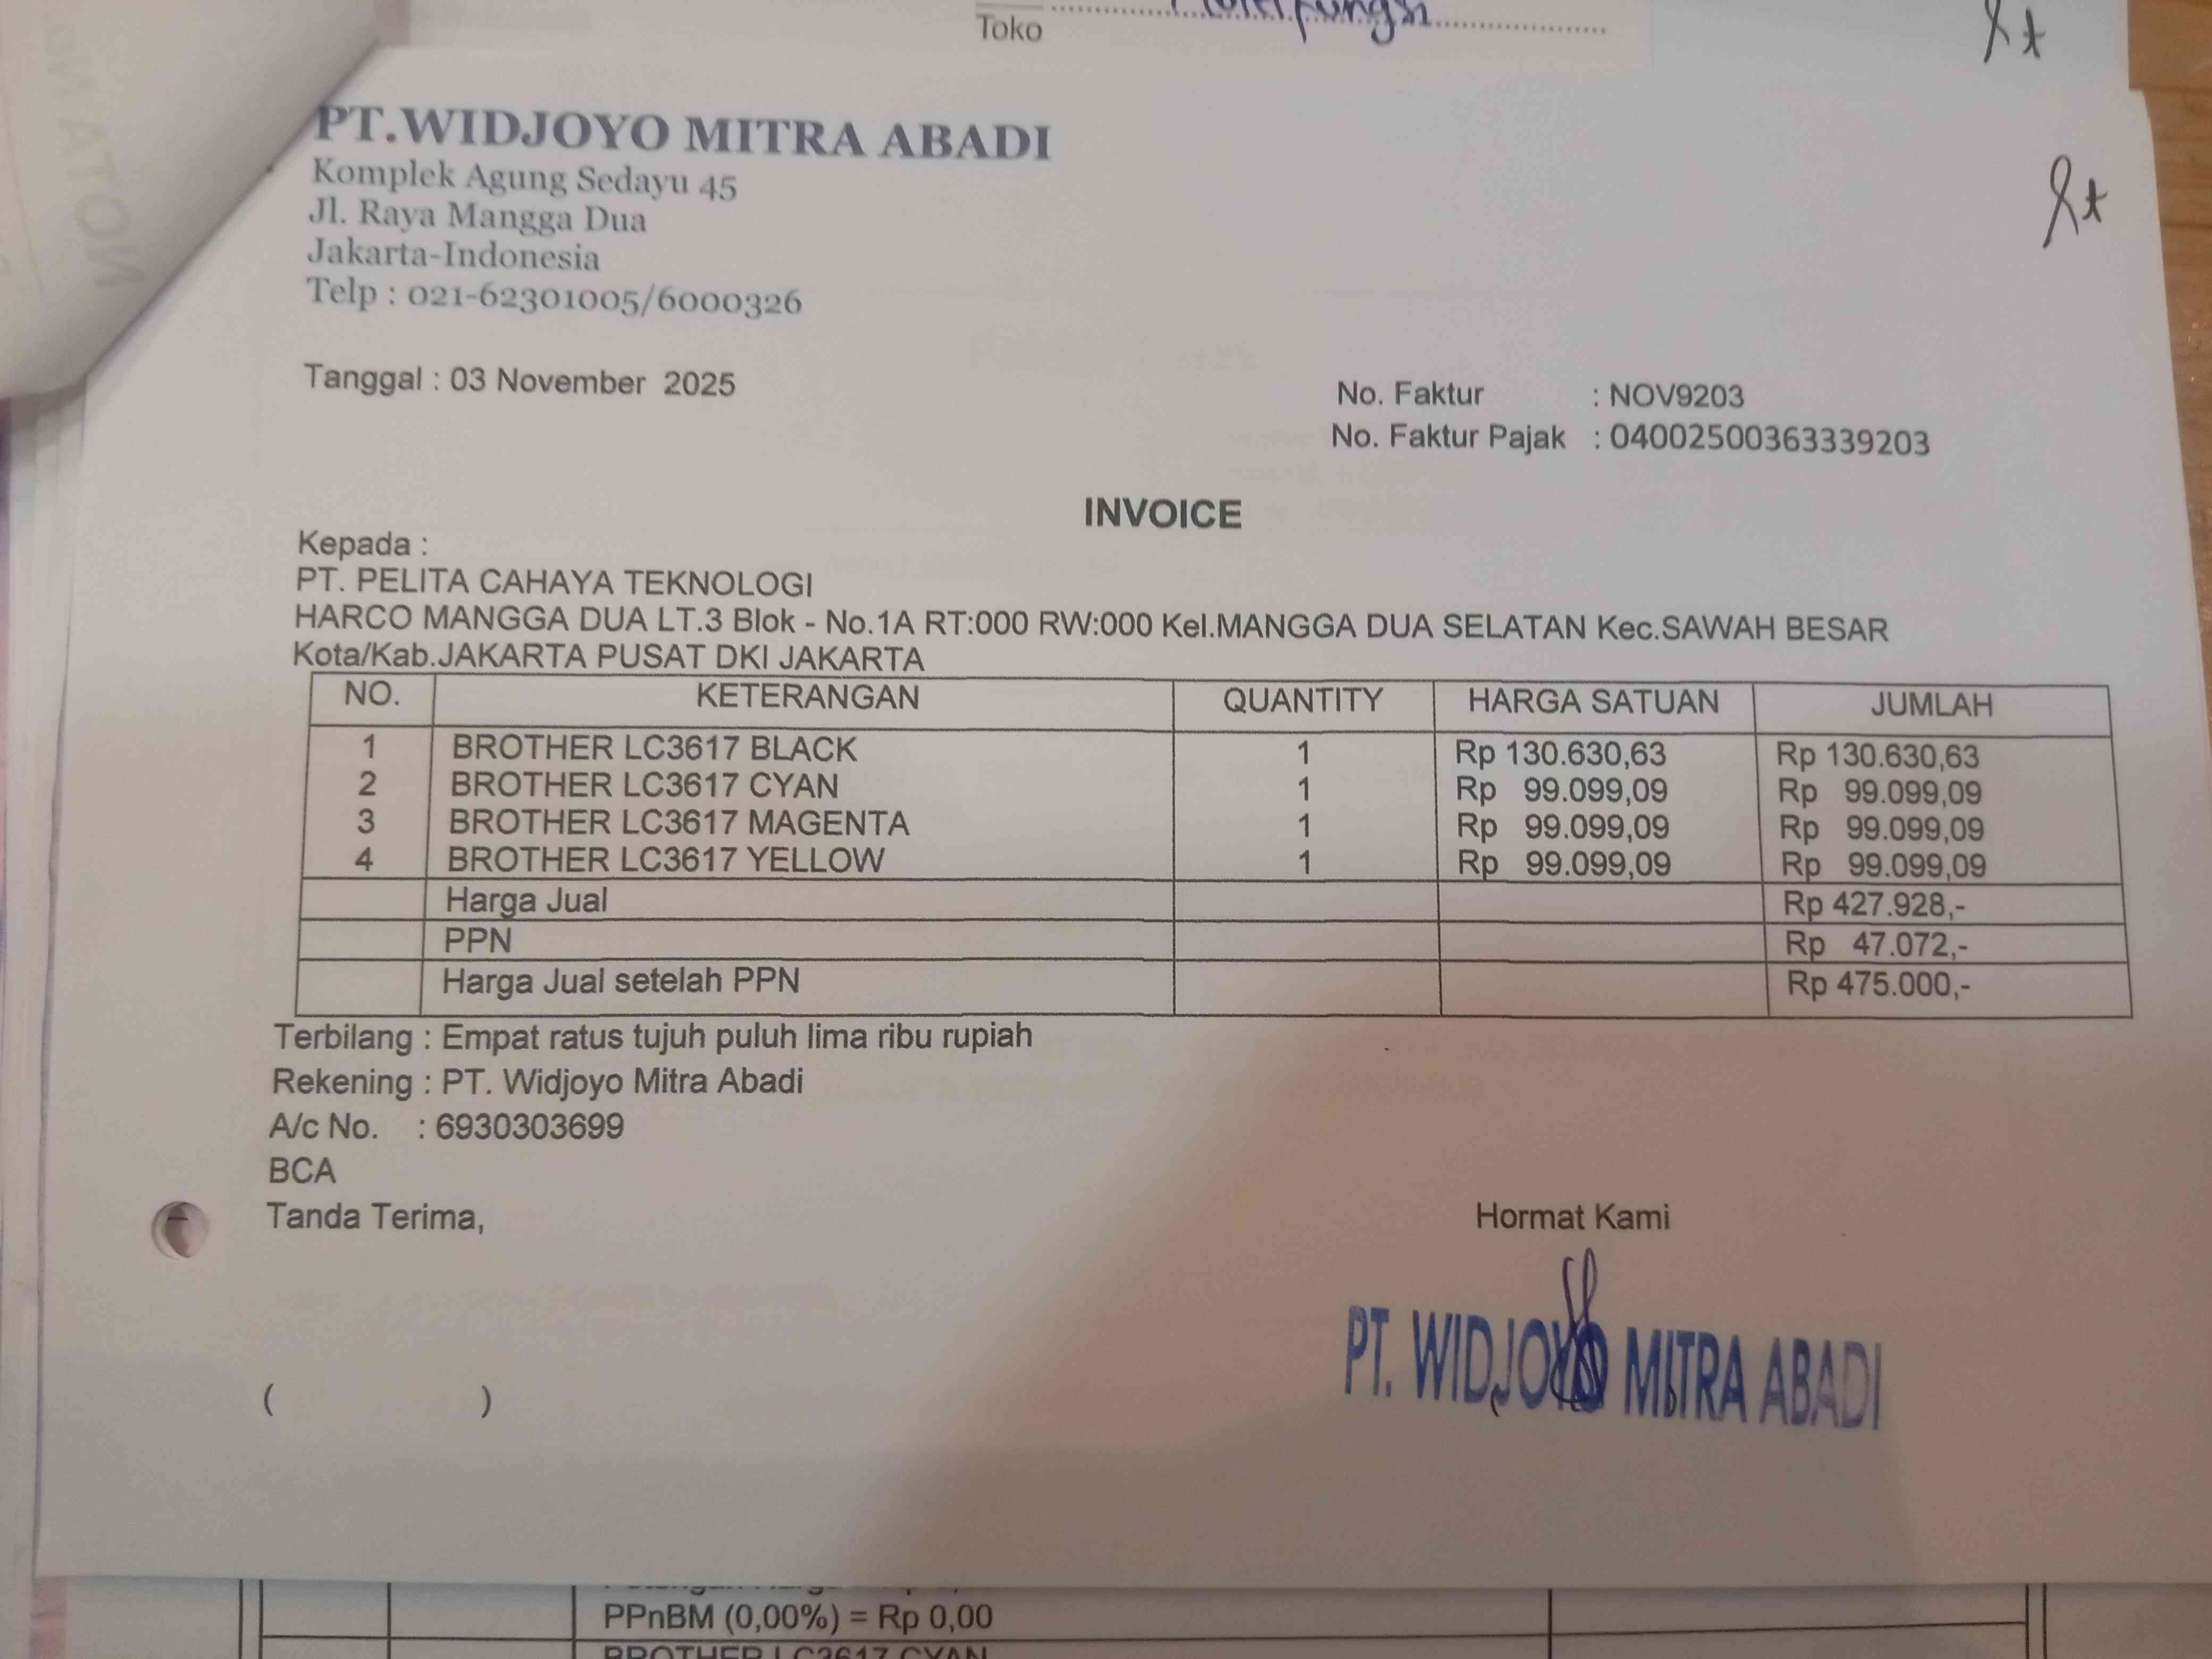 Toko
PT.WIDJOYO MITRA ABADI
Komplek Agung Sedayu 45
Jl. Raya Mangga Dua
Jakarta-Indonesia
Telp : 021-62301005/6000326
Tanggal : 03 November 2025
No. Faktur : NOV9203
No. Faktur Pajak : 04002500363339203
INVOICE
Kepada :
PT. PELITA CAHAYA TEKNOLOGI
HARCO MANGGA DUA LT.3 Blok - No.1A RT:000 RW:000 Kel.MANGGA DUA SELATAN Kec.SAWAH BESAR
Kota/Kab.JAKARTA PUSAT DKI JAKARTA
NO. KETERANGAN QUANTITY HARGA SATUAN JUMLAH
1 BROTHER LC3617 BLACK 1 Rp 130.630,63 Rp 130.630,63
2 BROTHER LC3617 CYAN 1 Rp 99.099,09 Rp 99.099,09
3 BROTHER LC3617 MAGENTA 1 Rp 99.099,09 Rp 99.099,09
4 BROTHER LC3617 YELLOW 1 Rp 99.099,09 Rp 99.099,09
Harga Jual Rp 427.928,-
PPN Rp 47.072,-
Harga Jual setelah PPN Rp 475.000,-
Terbilang : Empat ratus tujuh puluh lima ribu rupiah
Rekening : PT. Widjoyo Mitra Abadi
A/c No. : 6930303699
BCA
Tanda Terima,
Hormat Kami
PT. WIDJOYO MITRA ABADI
( )
PPnBM (0,00%) = Rp 0,00
BROTHER LC3617 CYAN